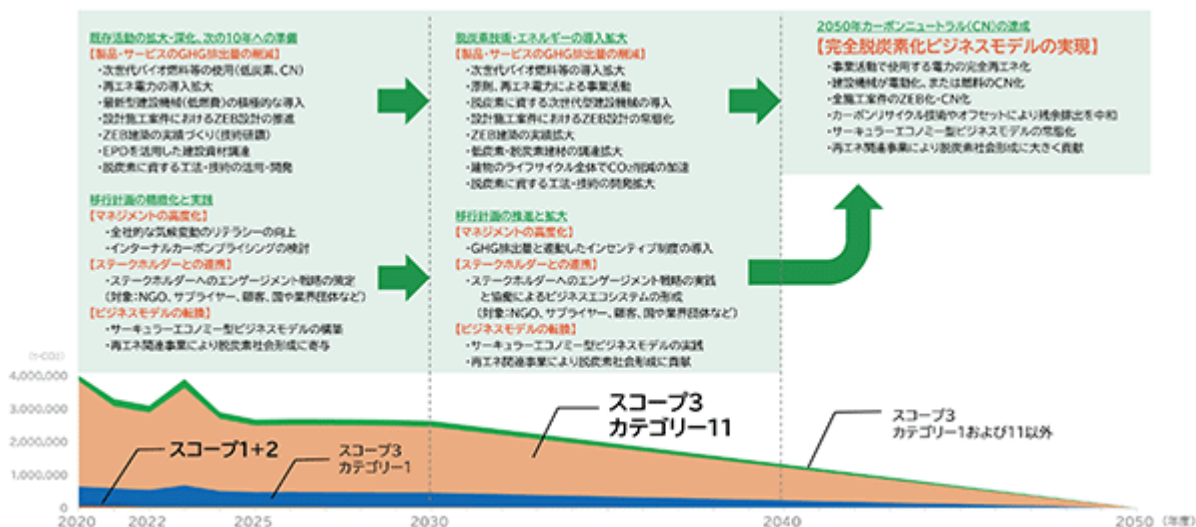 既存活動の拡大・深化、次の10年への準備
【製品・サービスのGHG排出量の削減】
・次世代バイオ燃料等の使用(低炭素、CN)
・再エネ電力の導入拡大
・最新型建設機械(低燃費)の積極的な導入
・設計施工案件におけるZEB設計の推進
・ZEB建築の実績づくり(技術研鑽)
・EPDを活用した建設資材調達
・脱炭素に資する工法・技術の活用・開発
移行計画の精緻化と実践
【マネジメントの高度化】
・全社的な気候変動のリテラシーの向上
・インターナルカーボンプライシングの検討
【ステークホルダーとの連携】
・ステークホルダーへのエンゲージメント戦略の策定
(対象:NGO、サプライヤー、顧客、国や業界団体など)
【ビジネスモデルの転換】
・サーキュラーエコノミー型ビジネスモデルの構築
・再エネ関連事業により脱炭素社会形成に寄与
脱炭素技術・エネルギーの導入拡大
【製品・サービスのGHG排出量の削減】
・次世代バイオ燃料等の導入拡大
・原則、再エネ電力による事業活動
・脱炭素に資する次世代型建設機械の導入
・設計施工案件におけるZEB設計の常態化
・ZEB建築の実績拡大
・低炭素・脱炭素建材の調達拡大
・建物のライフサイクル全体でCO₂削減の加速
・脱炭素に資する工法・技術の開発拡大
移行計画の推進と拡大
【マネジメントの高度化】
・GHG排出量と連動したインセンティブ制度の導入
【ステークホルダーとの連携】
・ステークホルダーへのエンゲージメント戦略の実践
と協働によるビジネスエコシステムの形成
(対象:NGO、サプライヤー、顧客、国や業界団体など)
【ビジネスモデルの転換】
・サーキュラーエコノミー型ビジネスモデルの実践
・再エネ関連事業により脱炭素社会形成に貢献
2050年カーボンニュートラル(CN)の達成
【完全脱炭素化ビジネスモデルの実現】
・事業活動で使用する電力の完全再エネ化
・建設機械が電動化、または燃料のCN化
・全施工案件のZEB化・CN化
・カーボンリサイクル技術やオフセットにより残余排出を中和
・サーキュラーエコノミー型ビジネスモデルの常態化
・再エネ関連事業により脱炭素社会形成に大きく貢献
(t-CO₂)
4,000,000
3,000,000
2,000,000
1,000,000
0
スコープ1+2
スコープ3
カテゴリー1
スコープ3
カテゴリー11
スコープ3
カテゴリー1および11以外
2020 2022 2025 2030 2040 2050 (年度)